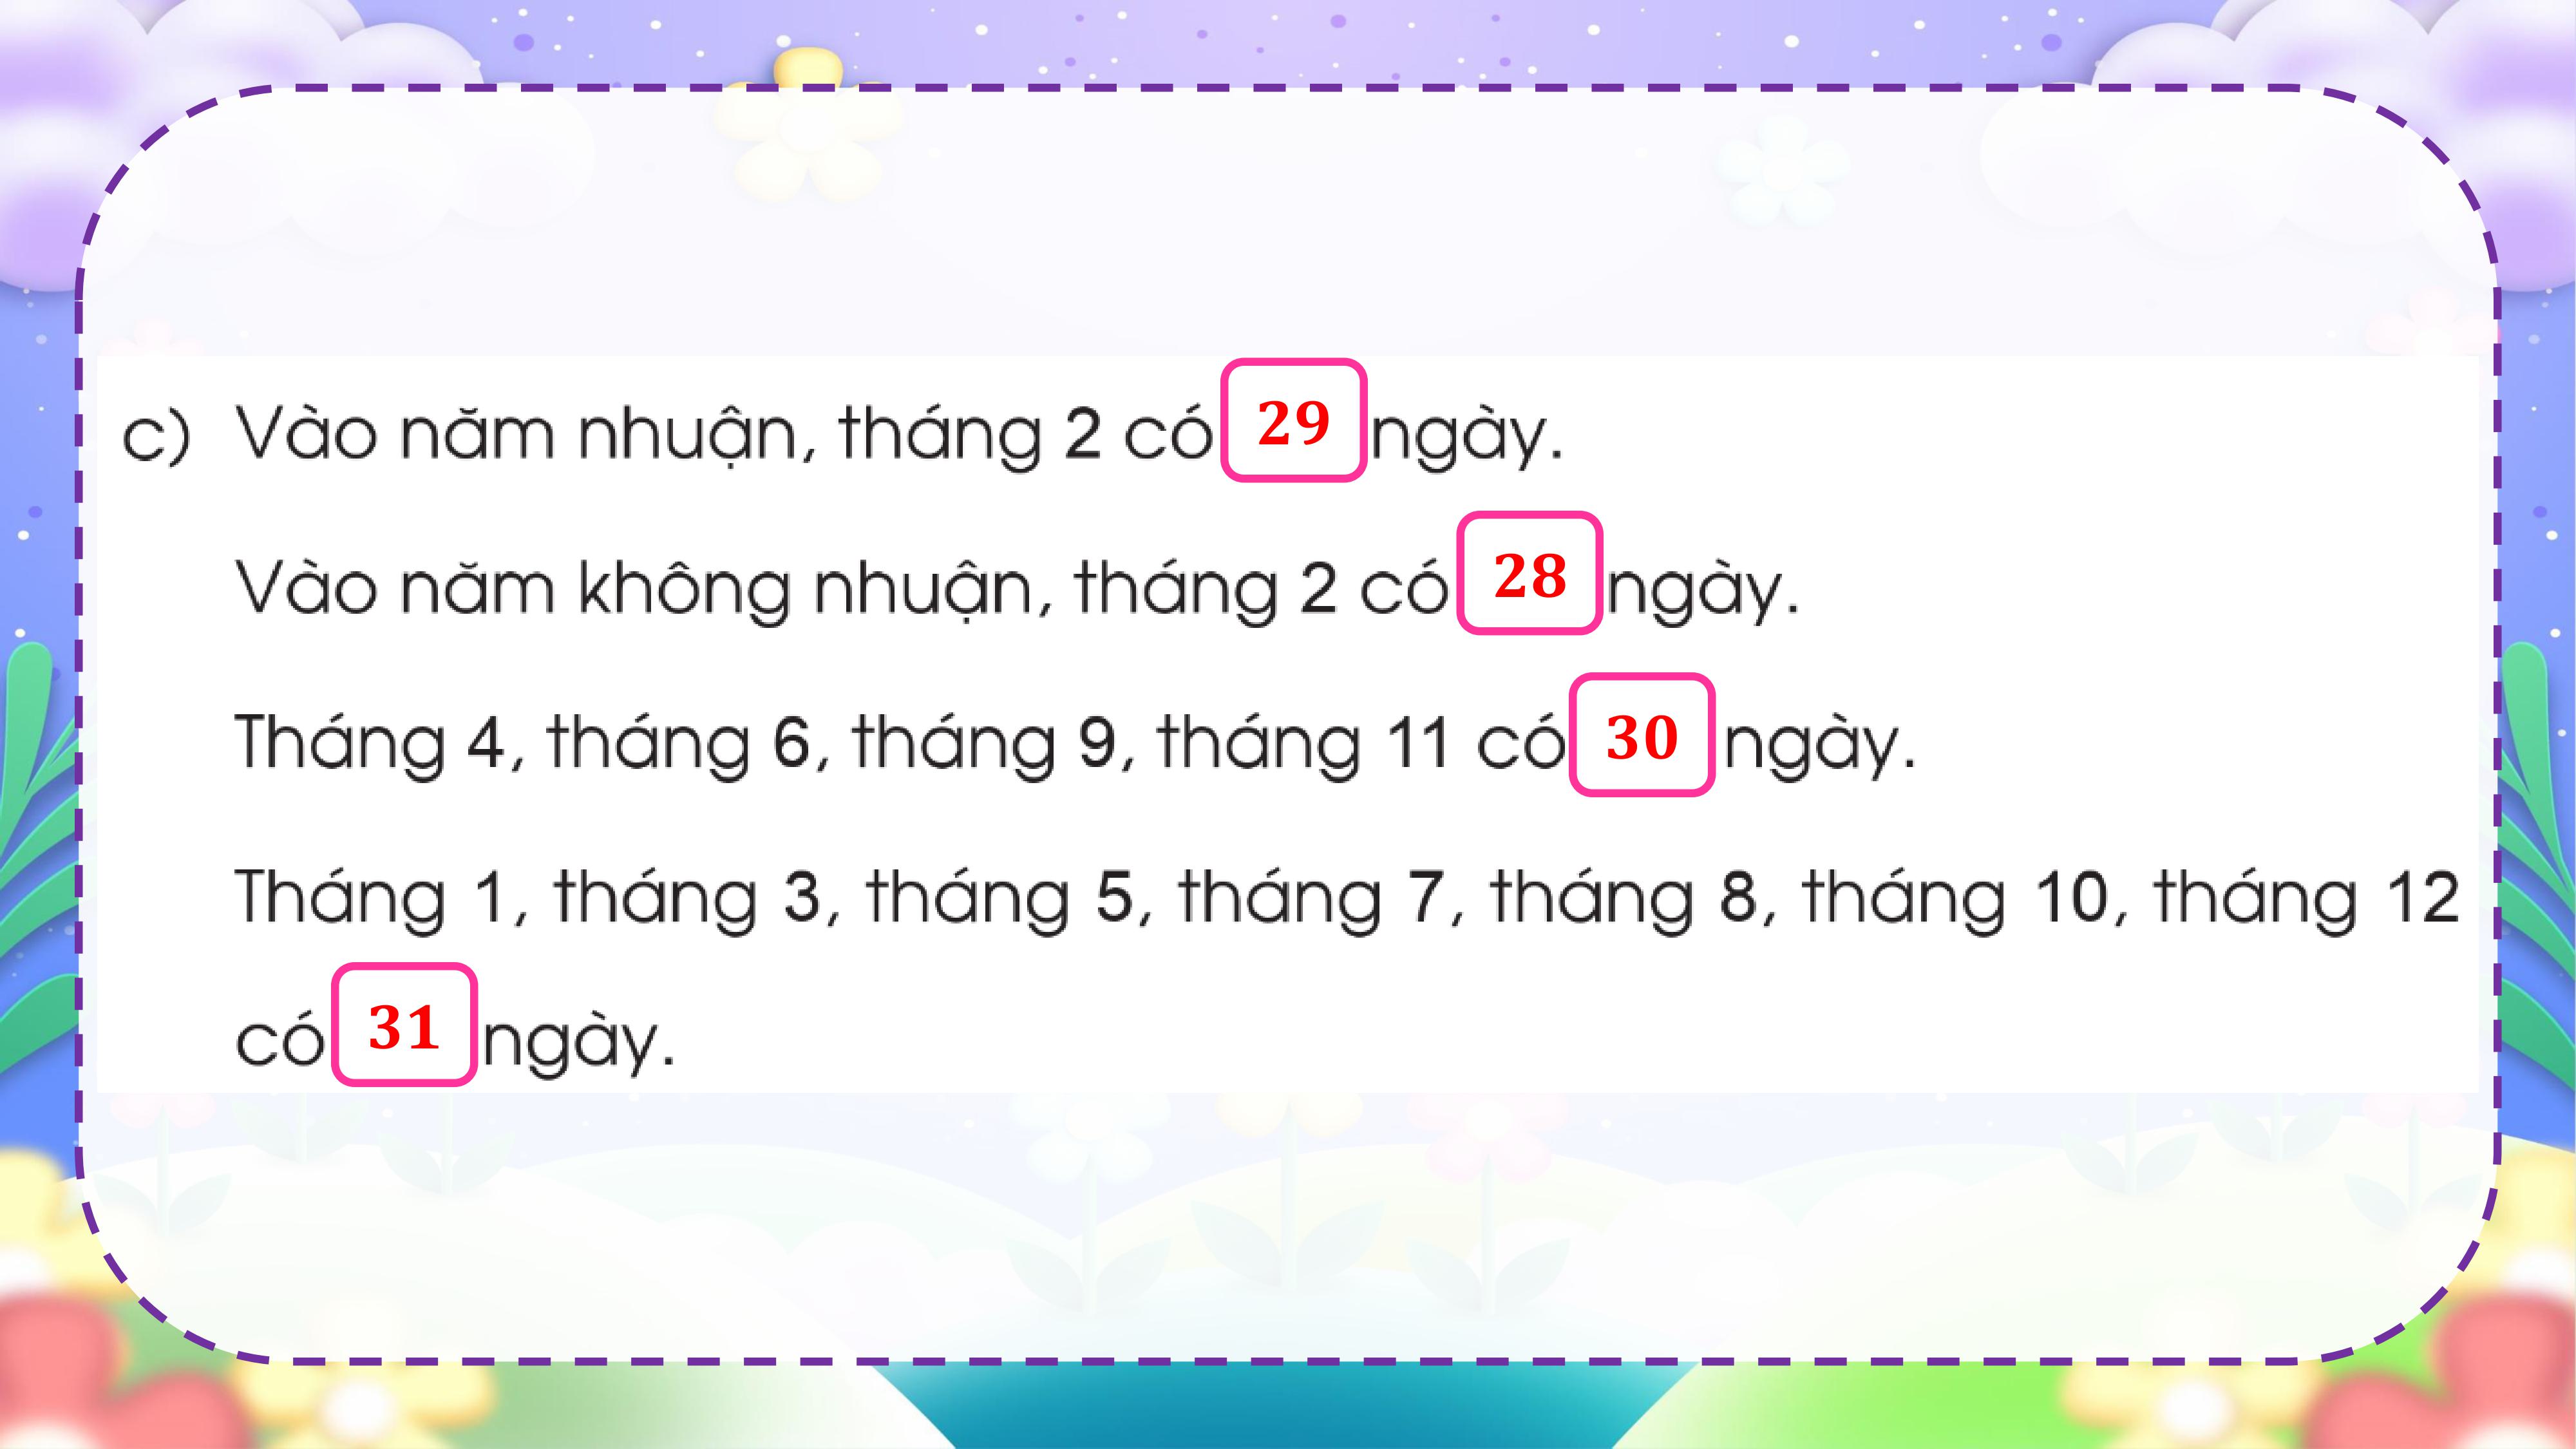 c) Vào năm nhuận, tháng 2 có 29 ngày.
Vào năm không nhuận, tháng 2 có 28 ngày.
Tháng 4, tháng 6, tháng 9, tháng 11 có 30 ngày.
Tháng 1, tháng 3, tháng 5, tháng 7, tháng 8, tháng 10, tháng 12
có 31 ngày.